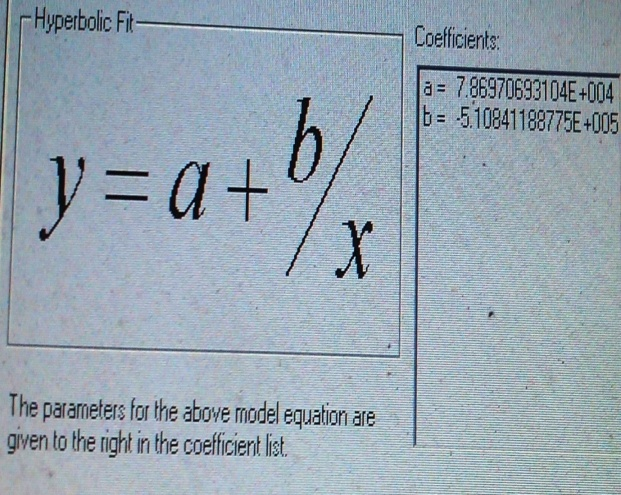 Hyperbolic Fit
y = a + b/x
Coefficients:
a = 7.86970693104E+004
b = -5.10841188775E+005
The parameters for the above model equation are
given to the right in the coefficient list.